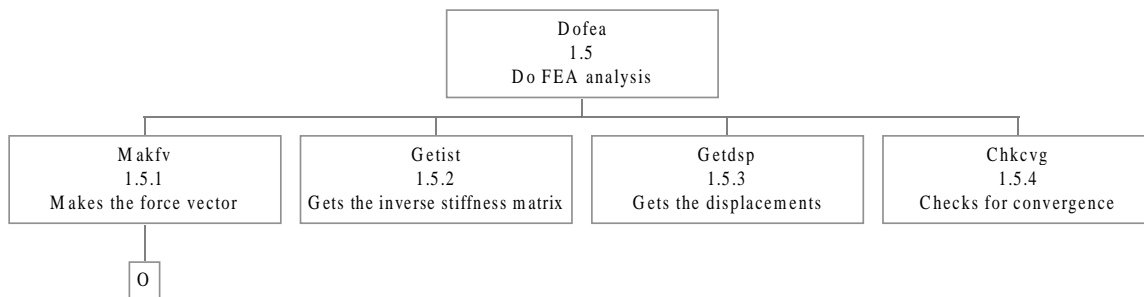 Dofea
1.5
Do FEA analysis
Makfv
1.5.1
Makes the force vector
Getist
1.5.2
Gets the inverse stiffness matrix
Getdsp
1.5.3
Gets the displacements
Chkcvg
1.5.4
Checks for convergence
O